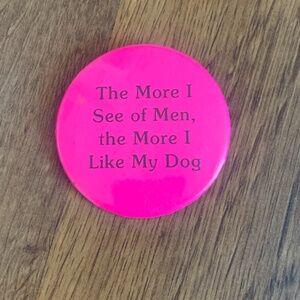 The More I
See of Men,
the More I
Like My Dog